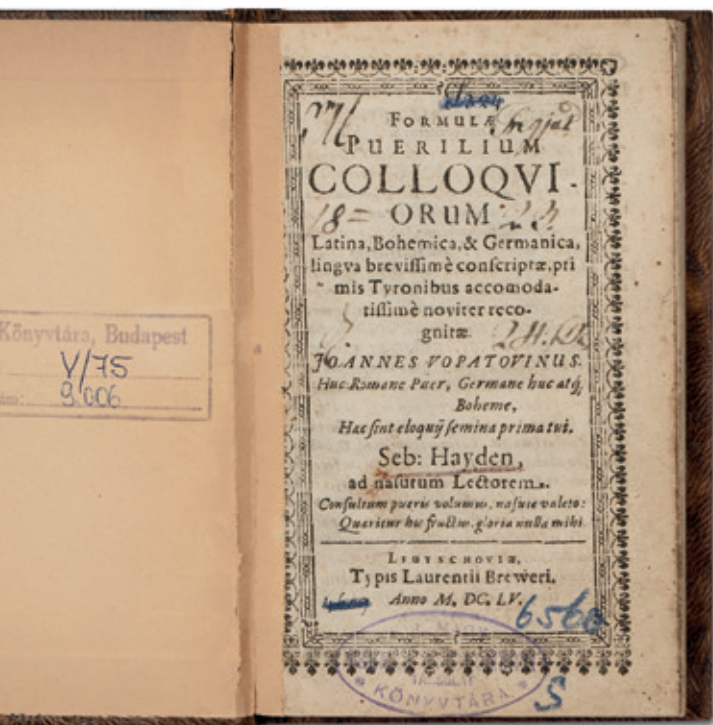 Könyvtára, Budapest
V/75
9.006
276
FORMULÆ
PUERILIUM
COLLOQVI-
ORUM
18=
Latina, Bohemica, & Germanica,
lingva brevissimè conscriptæ, pri
mis Tyronibus accomoda-
tissimè noviter reco-
gnitæ.
JOANNES VOPATOVINUS.
Huc Romane Puer, Germane huc atq́,
Boheme,
Hæc sint eloquij semina prima tui.
Seb: Hayden,
ad nasutum Lectorem.
Consultum pueris volumus, nasute valeto:
Quæritur hic fructus, gloria nulla mihi
LEUTSCHOVIÆ,
Typis Laurentii Breweri.
Anno M. DC. LV.
6560
KÖNYVTÁRA
S